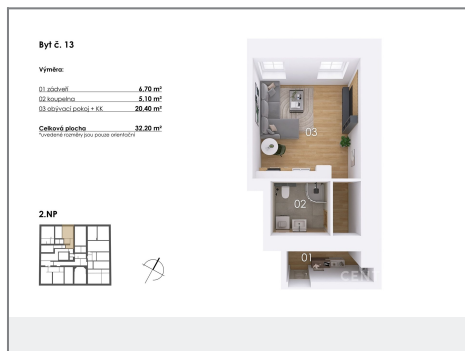 Byt č. 13
Výměra:
01 zádveří 6,70 m²
02 koupelna 5,10 m²
03 obývací pokoj + KK 20,40 m²
Celková plocha 32,20 m²
*uvedené rozměry jsou pouze orientační
2.NP
03
02
01